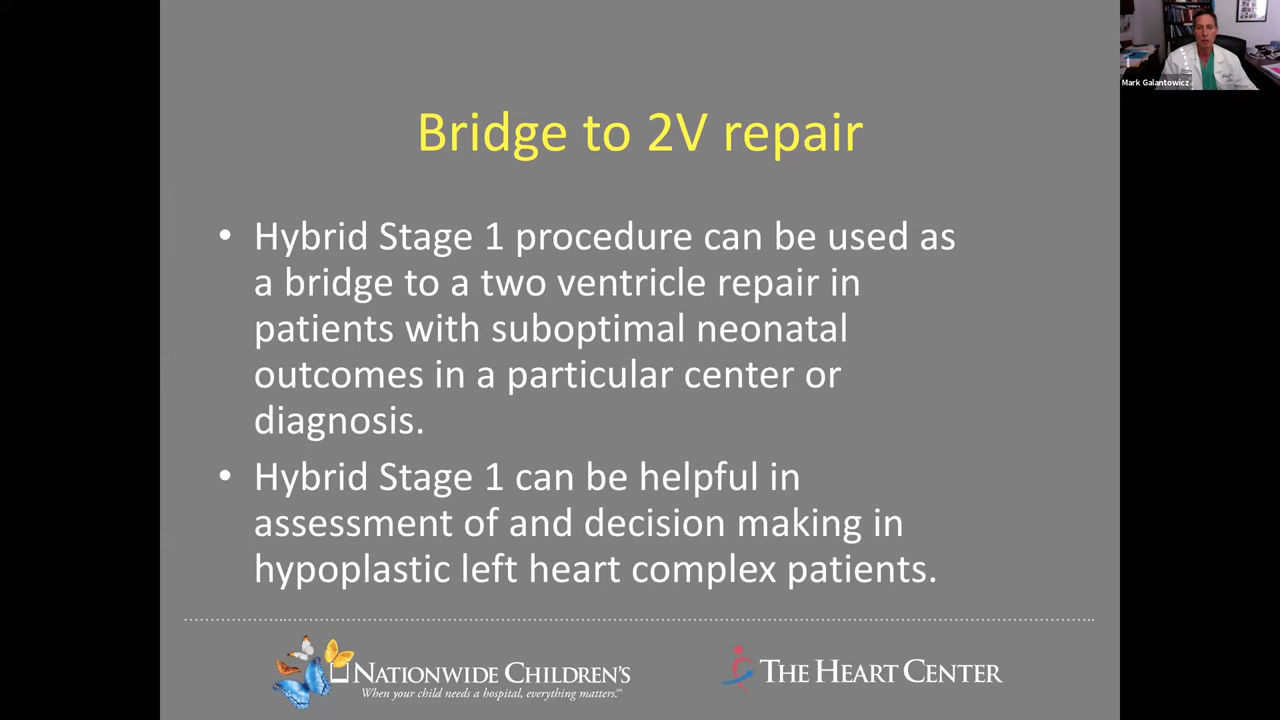 Mark Galantowicz
Bridge to 2V repair
• Hybrid Stage 1 procedure can be used as
a bridge to a two ventricle repair in
patients with suboptimal neonatal
outcomes in a particular center or
diagnosis.
• Hybrid Stage 1 can be helpful in
assessment of and decision making in
hypoplastic left heart complex patients.
NATIONWIDE CHILDREN'S
When your child needs a hospital, everything matters.℠
THE HEART CENTER